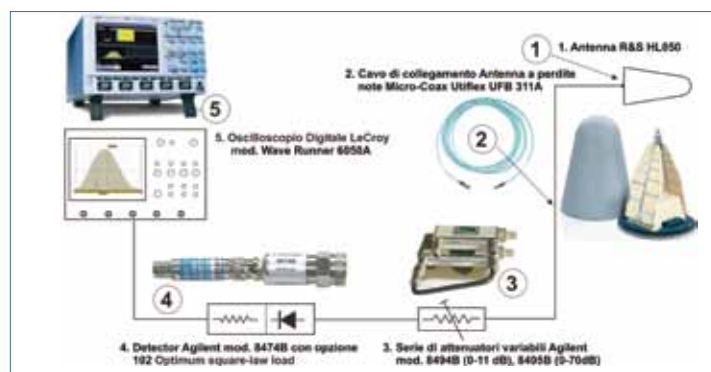 1
1. Antenna R&S HL050
2. Cavo di collegamento Antenna a perdite
note Micro-Coax Utiflex UFB 311A
2
5
5. Oscilloscopio Digitale LeCroy
mod. Wave Runner 6050A
3
4
4. Detector Agilent mod. 8474B con opzione
102 Optimum square-law load
3. Serie di attenuatori variabili Agilent
mod. 8494B (0-11 dB), 8495B (0-70dB)